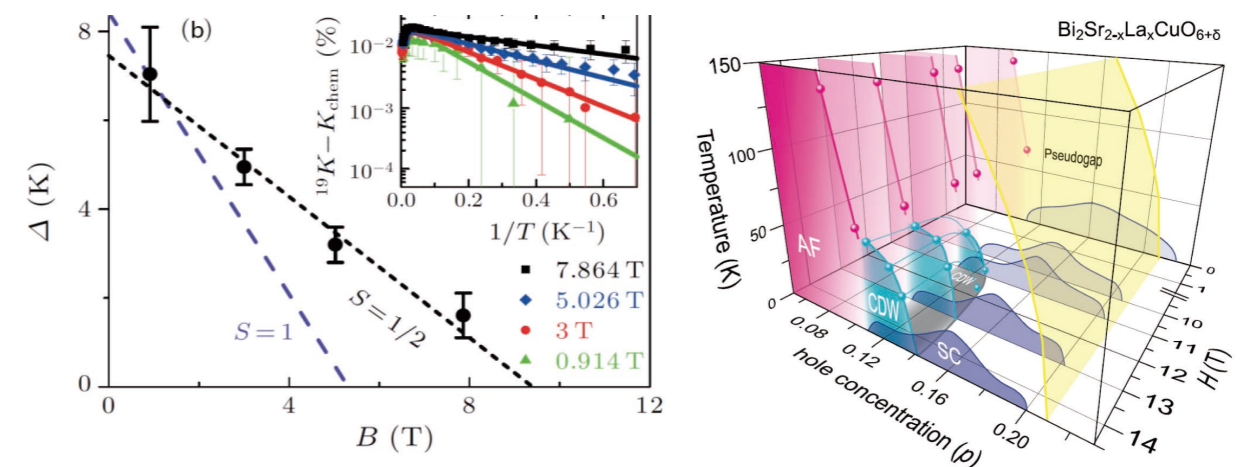 (b)
Δ (K)
8
4
0
0
4
8
12
B (T)
S = 1
S = 1/2
¹⁹K−K_chem (%)
10⁻²
10⁻³
10⁻⁴
0.0
0.2
0.4
0.6
1/T (K⁻¹)
7.864 T
5.026 T
3 T
0.914 T
Bi₂Sr₂₋ₓLaₓCuO₆₊δ
Temperature (K)
150
100
50
0
AF
CDW
CDW
SC
Pseudogap
0.08
0.12
0.16
0.20
hole concentration (p)
0
1
10
11
12
13
14
H (T)